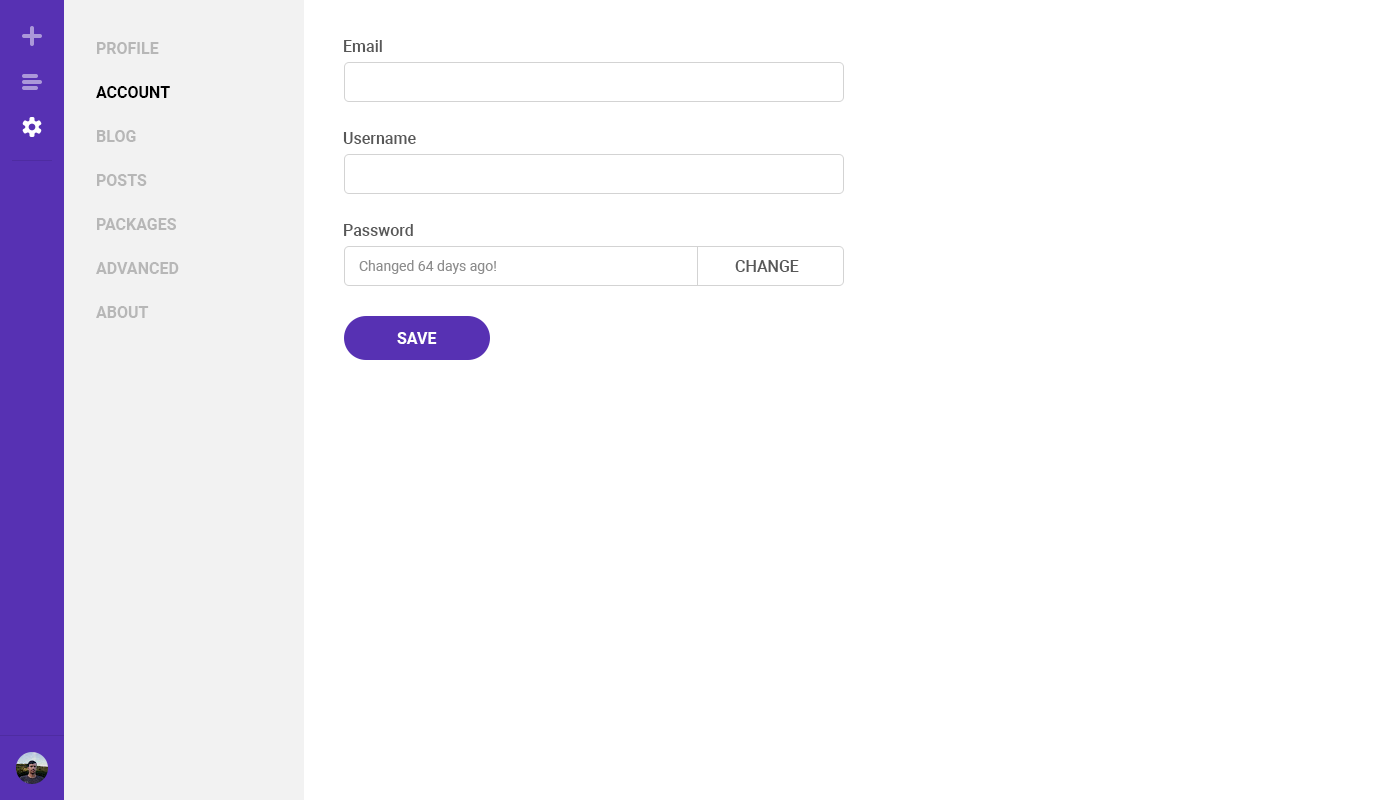 PROFILE
ACCOUNT
BLOG
POSTS
PACKAGES
ADVANCED
ABOUT
Email
Username
Password
Changed 64 days ago!
CHANGE
SAVE